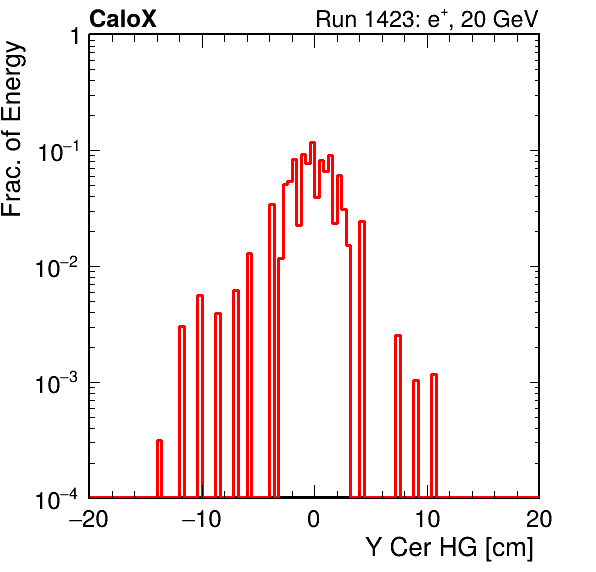 CaloX Run 1423: e⁺, 20 GeV
Frac. of Energy
1
10⁻¹
10⁻²
10⁻³
10⁻⁴
−20 −10 0 10 20
Y Cer HG [cm]